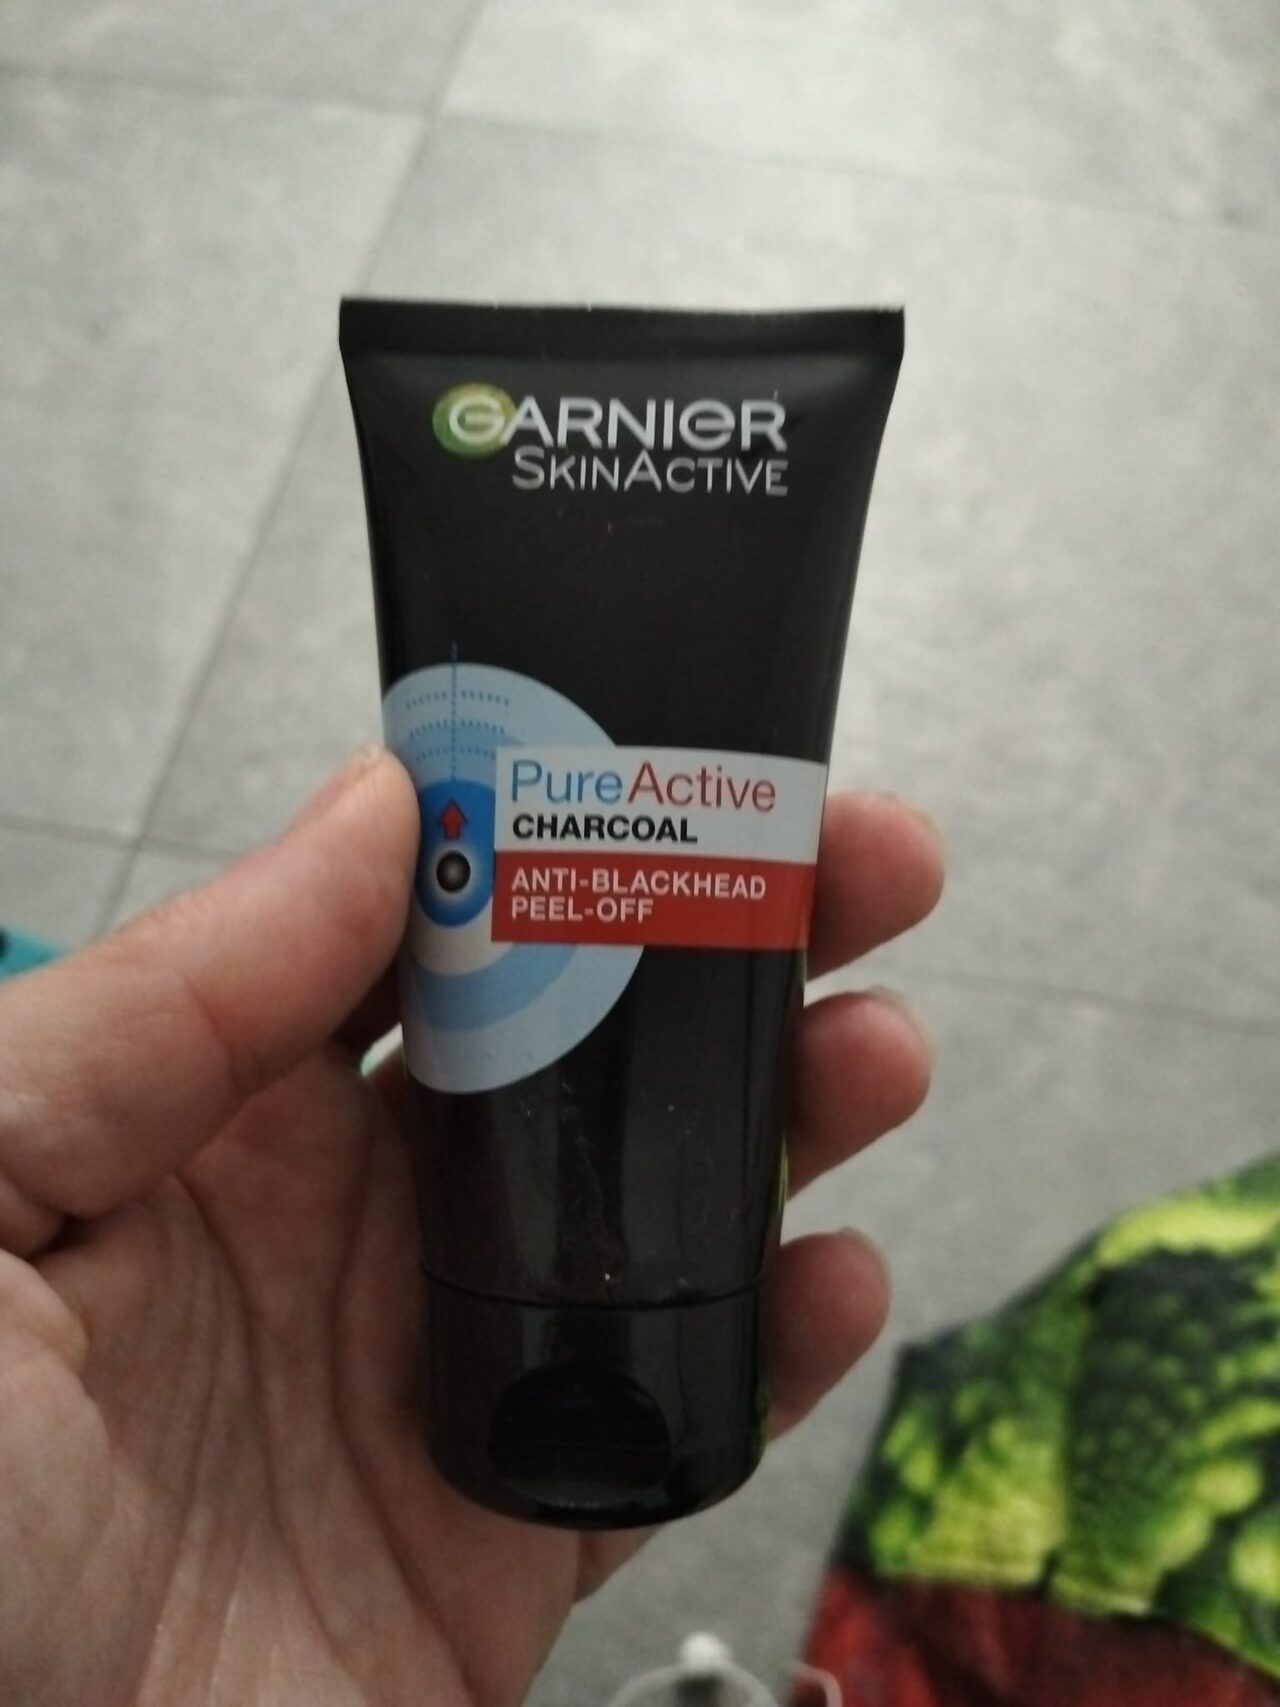 GARNIER
SKINACTIVE
PureActive
CHARCOAL
ANTI-BLACKHEAD
PEEL-OFF